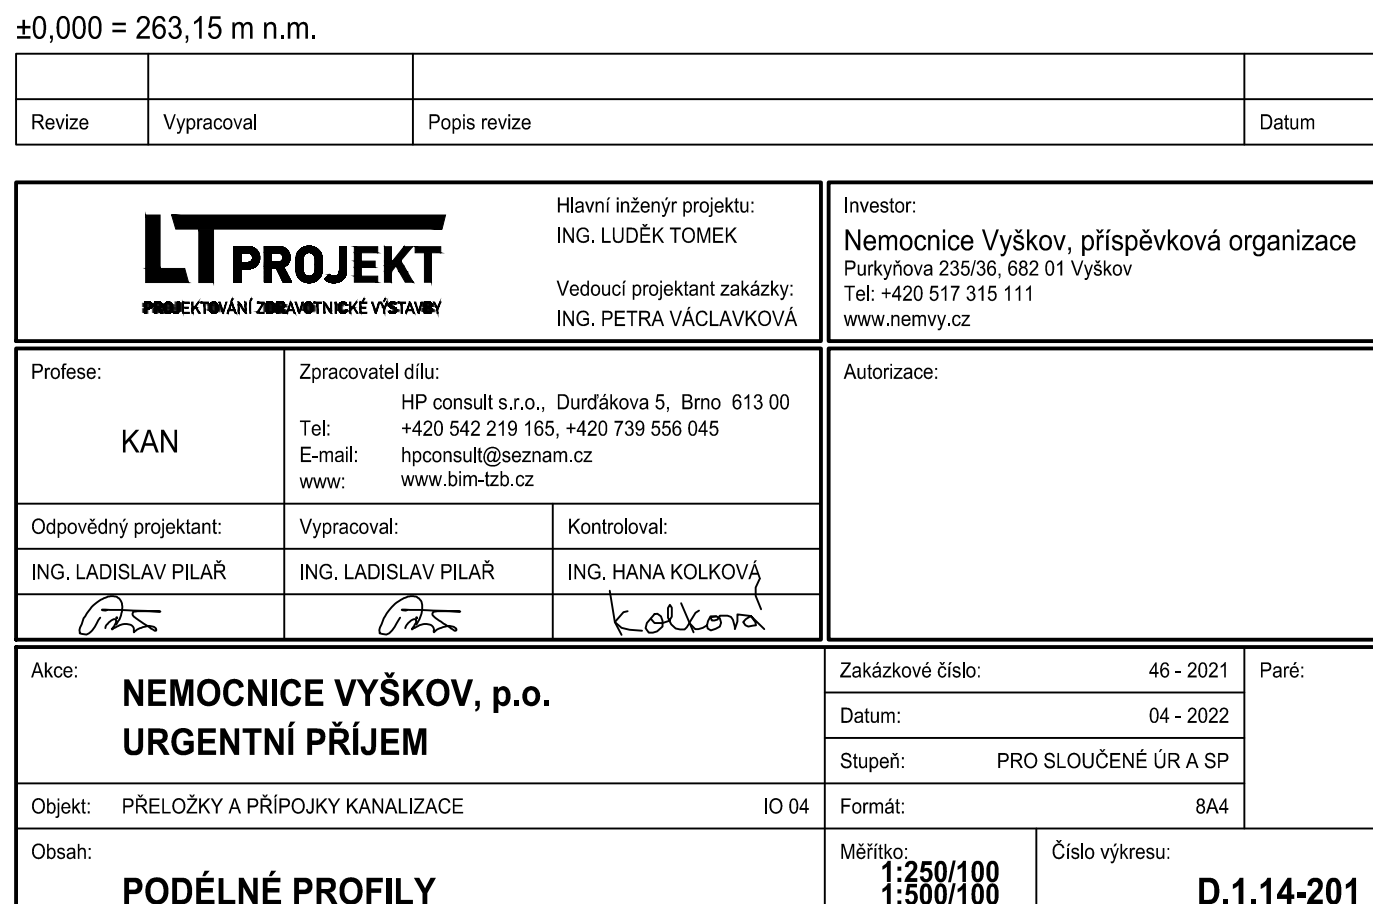 ±0,000 = 263,15 m n.m.
Revize
Vypracoval
Popis revize
Datum
LT PROJEKT
PROJEKTOVÁNÍ ZDRAVOTNICKÉ VÝSTAVBY
Hlavní inženýr projektu:
ING. LUDĚK TOMEK
Vedoucí projektant zakázky:
ING. PETRA VÁCLAVKOVÁ
Investor:
Nemocnice Vyškov, příspěvková organizace
Purkyňova 235/36, 682 01 Vyškov
Tel: +420 517 315 111
www.nemvy.cz
Profese:
KAN
Zpracovatel dílu:
HP consult s.r.o., Durďákova 5, Brno 613 00
Tel: +420 542 219 165, +420 739 556 045
E-mail: hpconsult@seznam.cz
www: www.bim-tzb.cz
Autorizace:
Odpovědný projektant:
Vypracoval:
Kontroloval:
ING. LADISLAV PILAŘ
ING. LADISLAV PILAŘ
ING. HANA KOLKOVÁ
Kolková
Akce:
NEMOCNICE VYŠKOV, p.o.
URGENTNÍ PŘÍJEM
Zakázkové číslo: 46 - 2021
Datum: 04 - 2022
Stupeň: PRO SLOUČENÉ ÚR A SP
Paré:
Objekt: PŘELOŽKY A PŘÍPOJKY KANALIZACE IO 04
Formát: 8A4
Obsah:
PODÉLNÉ PROFILY
Měřítko:
1:250/100
1:500/100
Číslo výkresu:
D.1.14-201